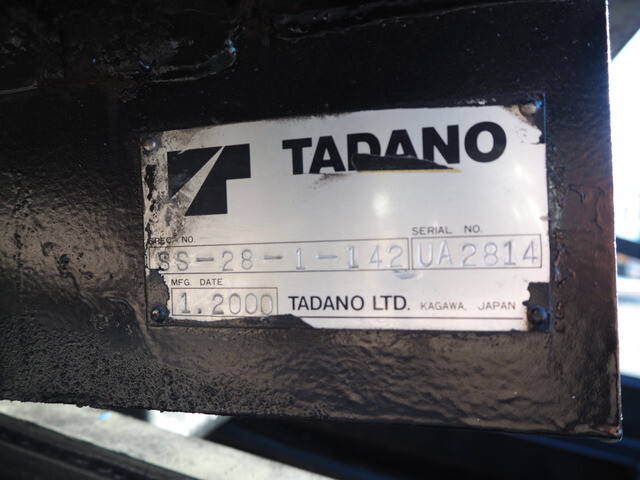 TADANO
SPEC. NO.
SERIAL NO.
SS-28-1-142 UA2814
MFG. DATE
1.2000 TADANO LTD. KAGAWA, JAPAN